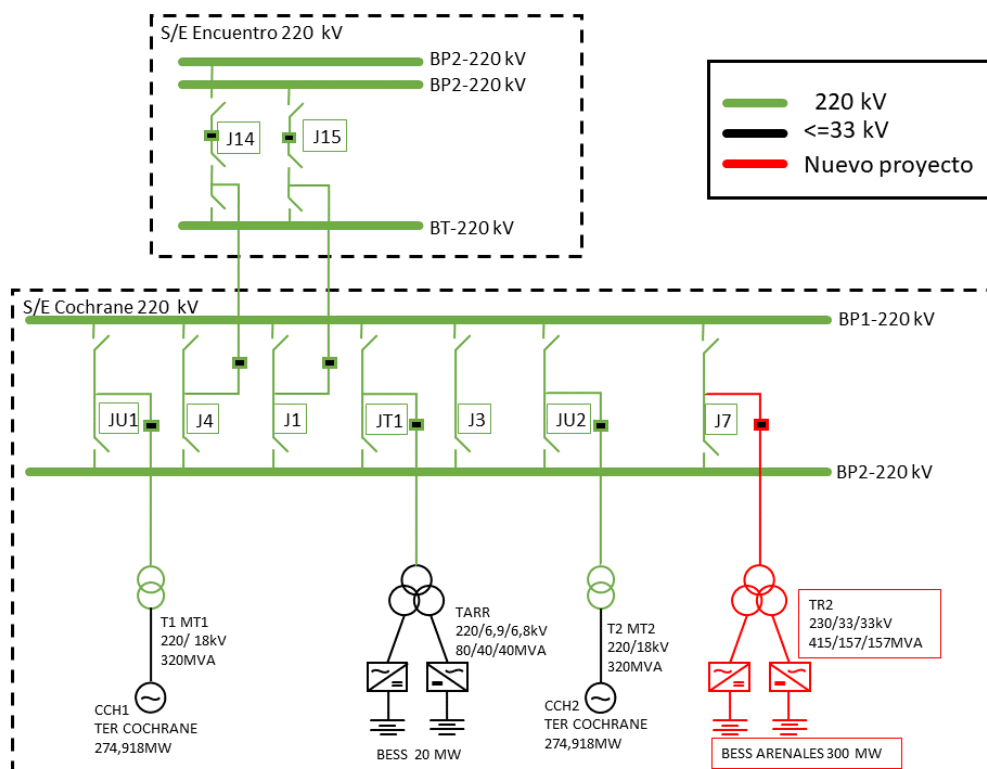 S/E Encuentro 220 kV
BP2-220 kV
BP2-220 kV
J14
J15
BT-220 kV
220 kV
<=33 kV
Nuevo proyecto
S/E Cochrane 220 kV
BP1-220 kV
JU1
J4
J1
JT1
J3
JU2
J7
BP2-220 kV
T1 MT1
220/ 18kV
320MVA
CCH1
TER COCHRANE
274,918MW
TARR
220/6,9/6,8kV
80/40/40MVA
BESS 20 MW
T2 MT2
220/18kV
320MVA
CCH2
TER COCHRANE
274,918MW
TR2
230/33/33kV
415/157/157MVA
BESS ARENALES 300 MW